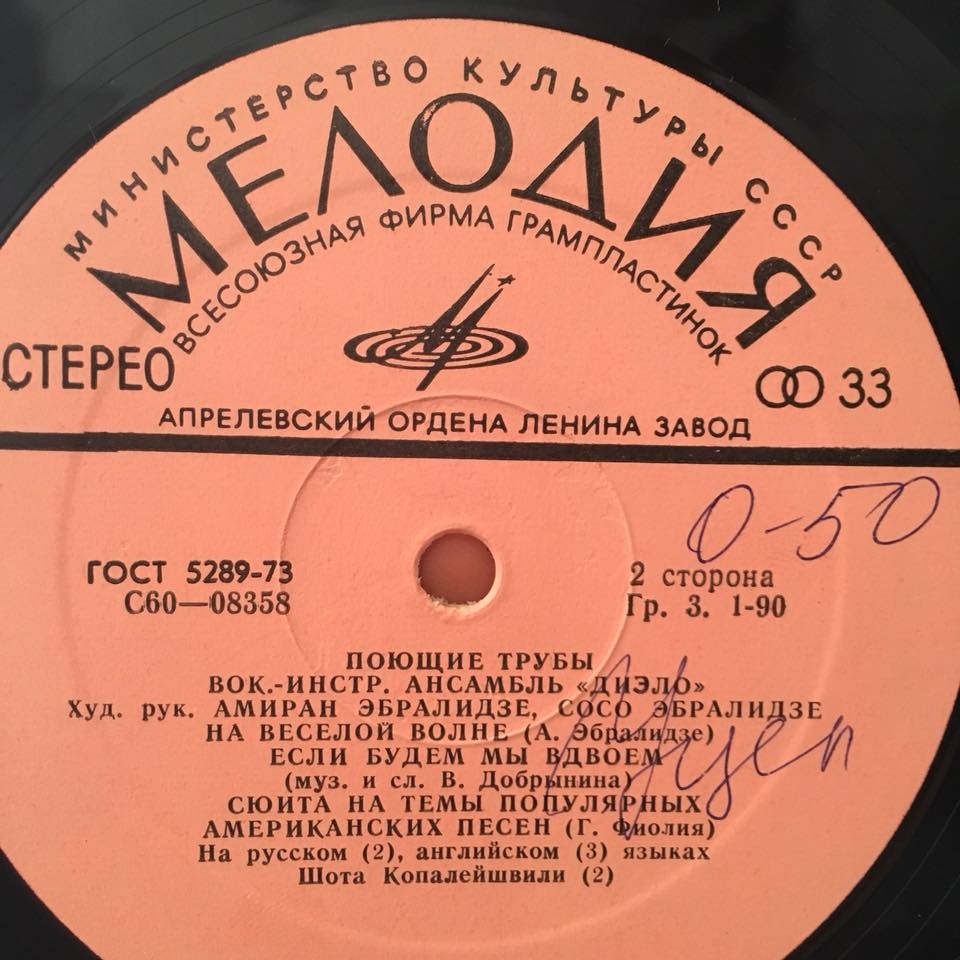 МИНИСТЕРСТВО КУЛЬТУРЫ СССР
МЕЛОДИЯ
ВСЕСОЮЗНАЯ ФИРМА ГРАМПЛАСТИНОК
СТЕРЕО
33
АПРЕЛЕВСКИЙ ОРДЕНА ЛЕНИНА ЗАВОД
0-50
ГОСТ 5289-73
С60—08358
2 сторона
Гр. 3. 1-90
ПОЮЩИЕ ТРУБЫ
ВОК.-ИНСТР. АНСАМБЛЬ «ДИЭЛО»
Худ. рук. АМИРАН ЭБРАЛИДЗЕ, СОСО ЭБРАЛИДЗЕ
НА ВЕСЕЛОЙ ВОЛНЕ (А. Эбралидзе)
ЕСЛИ БУДЕМ МЫ ВДВОЕМ
(муз. и сл. В. Добрынина)
СЮИТА НА ТЕМЫ ПОПУЛЯРНЫХ
АМЕРИКАНСКИХ ПЕСЕН (Г. Фиолия)
На русском (2), английском (3) языках
Шота Копалейшвили (2)